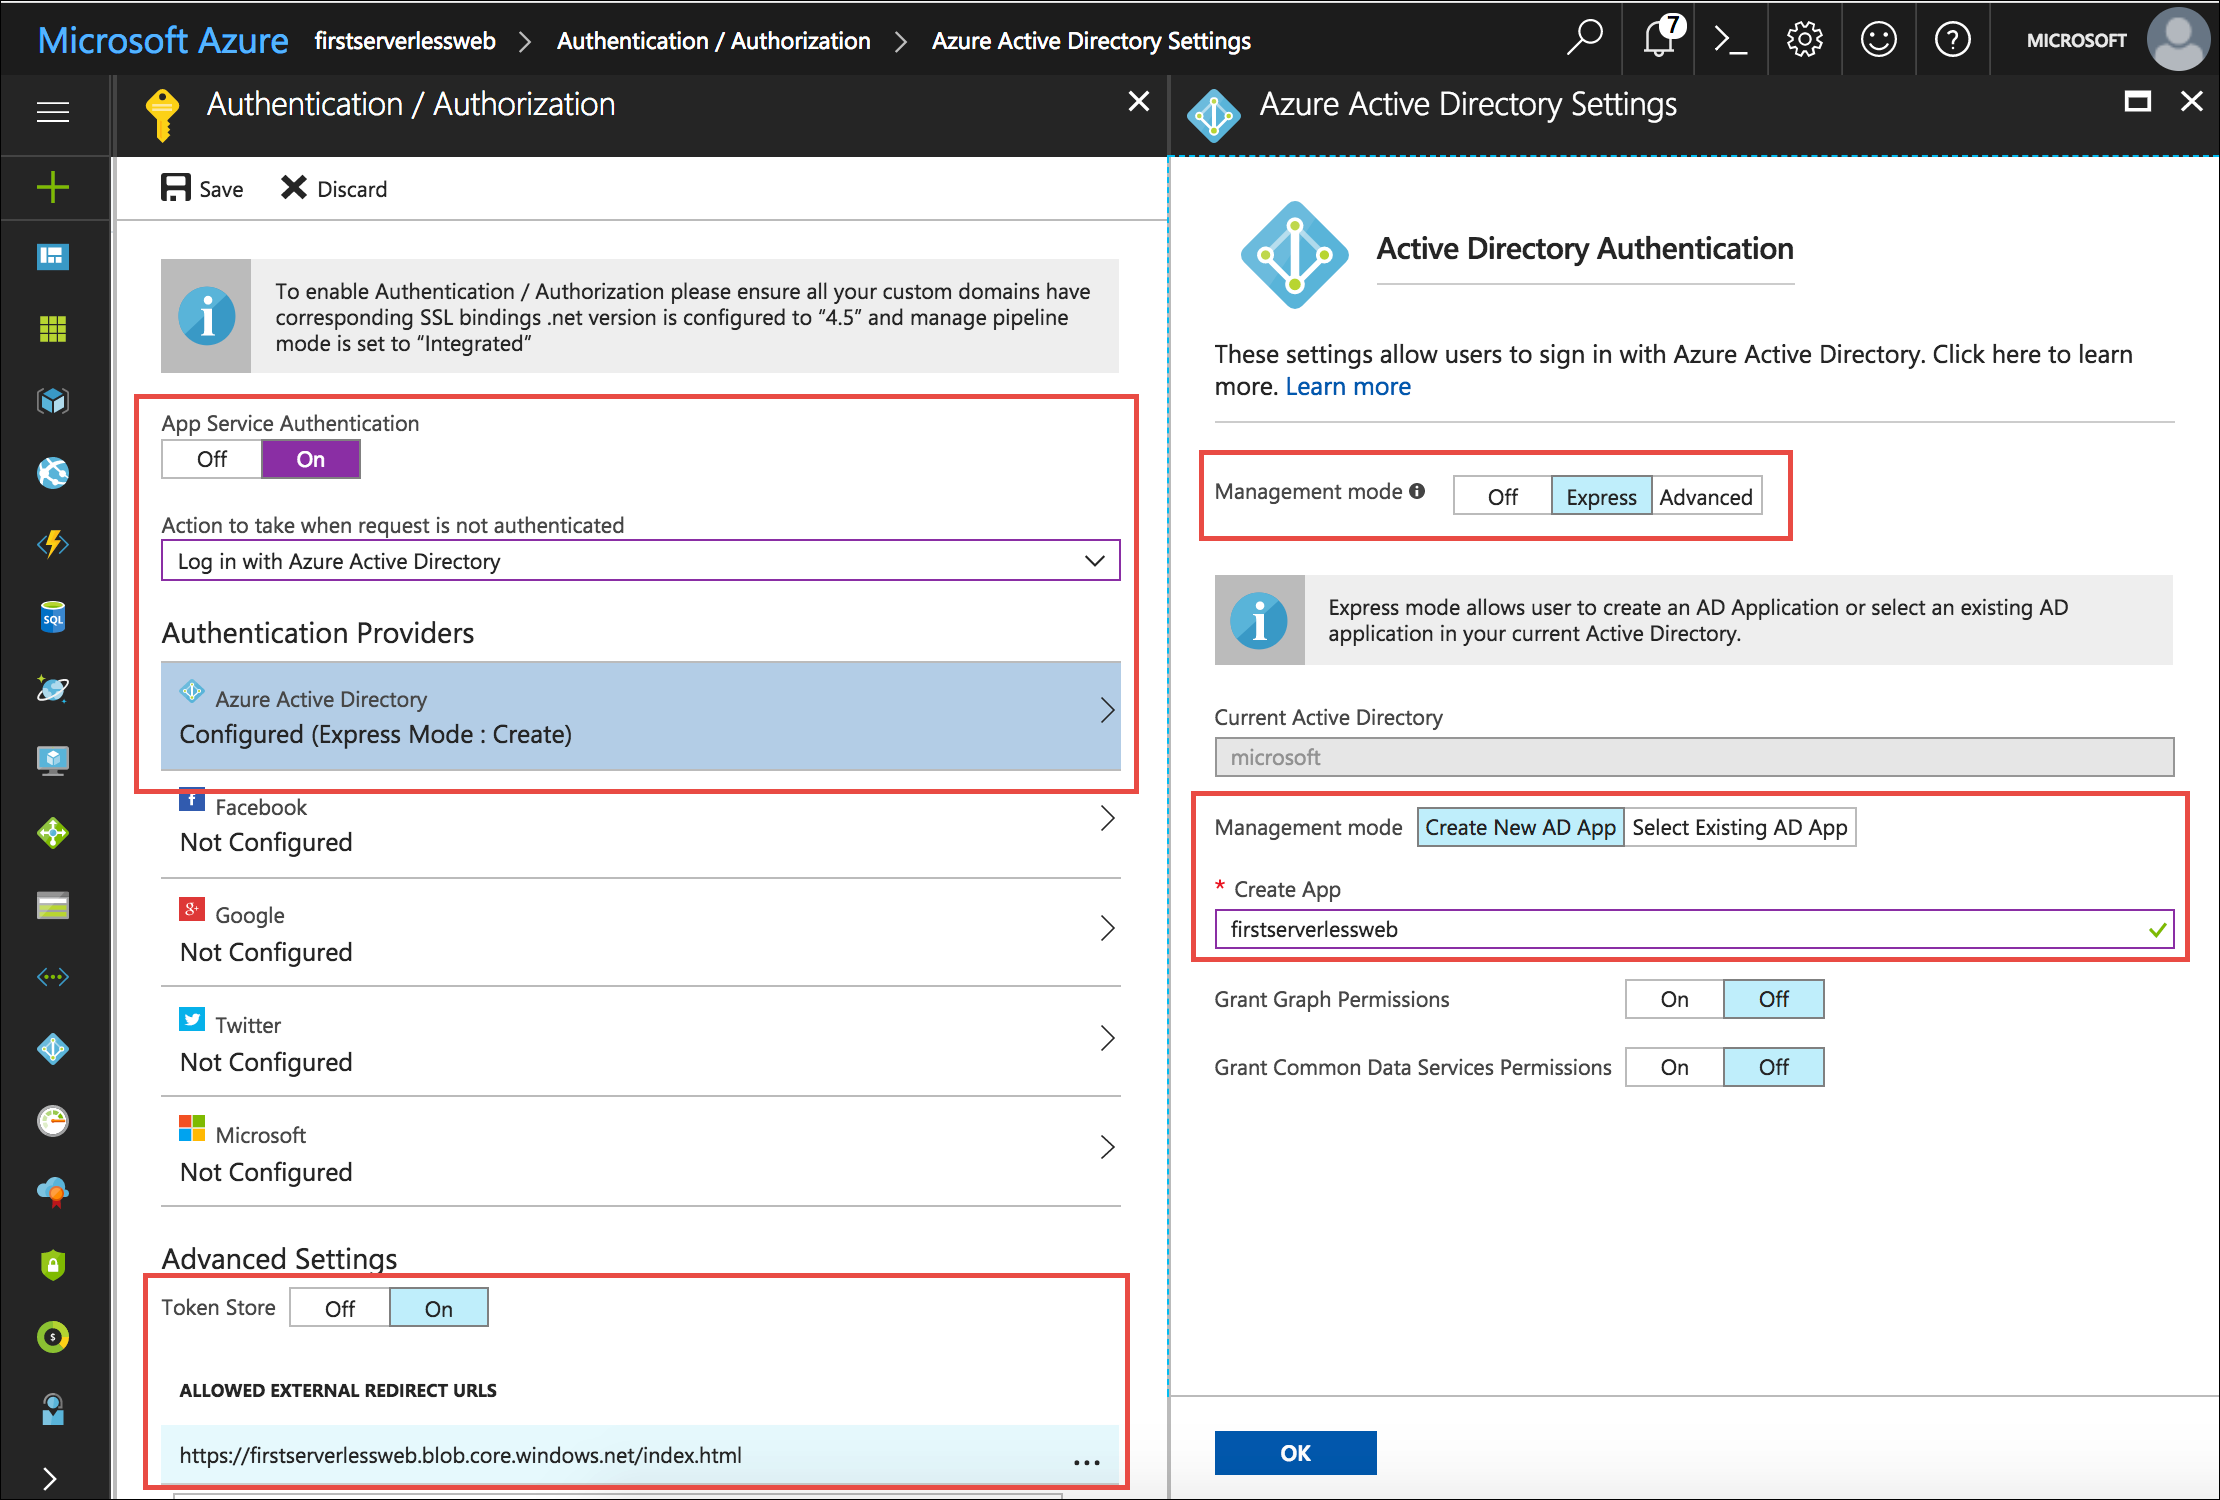 Microsoft Azure firstserverlessweb > Authentication / Authorization > Azure Active Directory Settings
7
MICROSOFT
Authentication / Authorization
Save
Discard
To enable Authentication / Authorization please ensure all your custom domains have
corresponding SSL bindings .net version is configured to “4.5” and manage pipeline
mode is set to “Integrated”
App Service Authentication
Off On
Action to take when request is not authenticated
Log in with Azure Active Directory
Authentication Providers
Azure Active Directory
Configured (Express Mode : Create)
f Facebook
Not Configured
g+ Google
Not Configured
Twitter
Not Configured
Microsoft
Not Configured
Advanced Settings
Token Store Off On
ALLOWED EXTERNAL REDIRECT URLS
https://firstserverlessweb.blob.core.windows.net/index.html ...
SQL
Azure Active Directory Settings
Active Directory Authentication
These settings allow users to sign in with Azure Active Directory. Click here to learn
more. Learn more
Management mode Off Express Advanced
Express mode allows user to create an AD Application or select an existing AD
application in your current Active Directory.
Current Active Directory
microsoft
Management mode Create New AD App Select Existing AD App
* Create App
firstserverlessweb
Grant Graph Permissions On Off
Grant Common Data Services Permissions On Off
OK